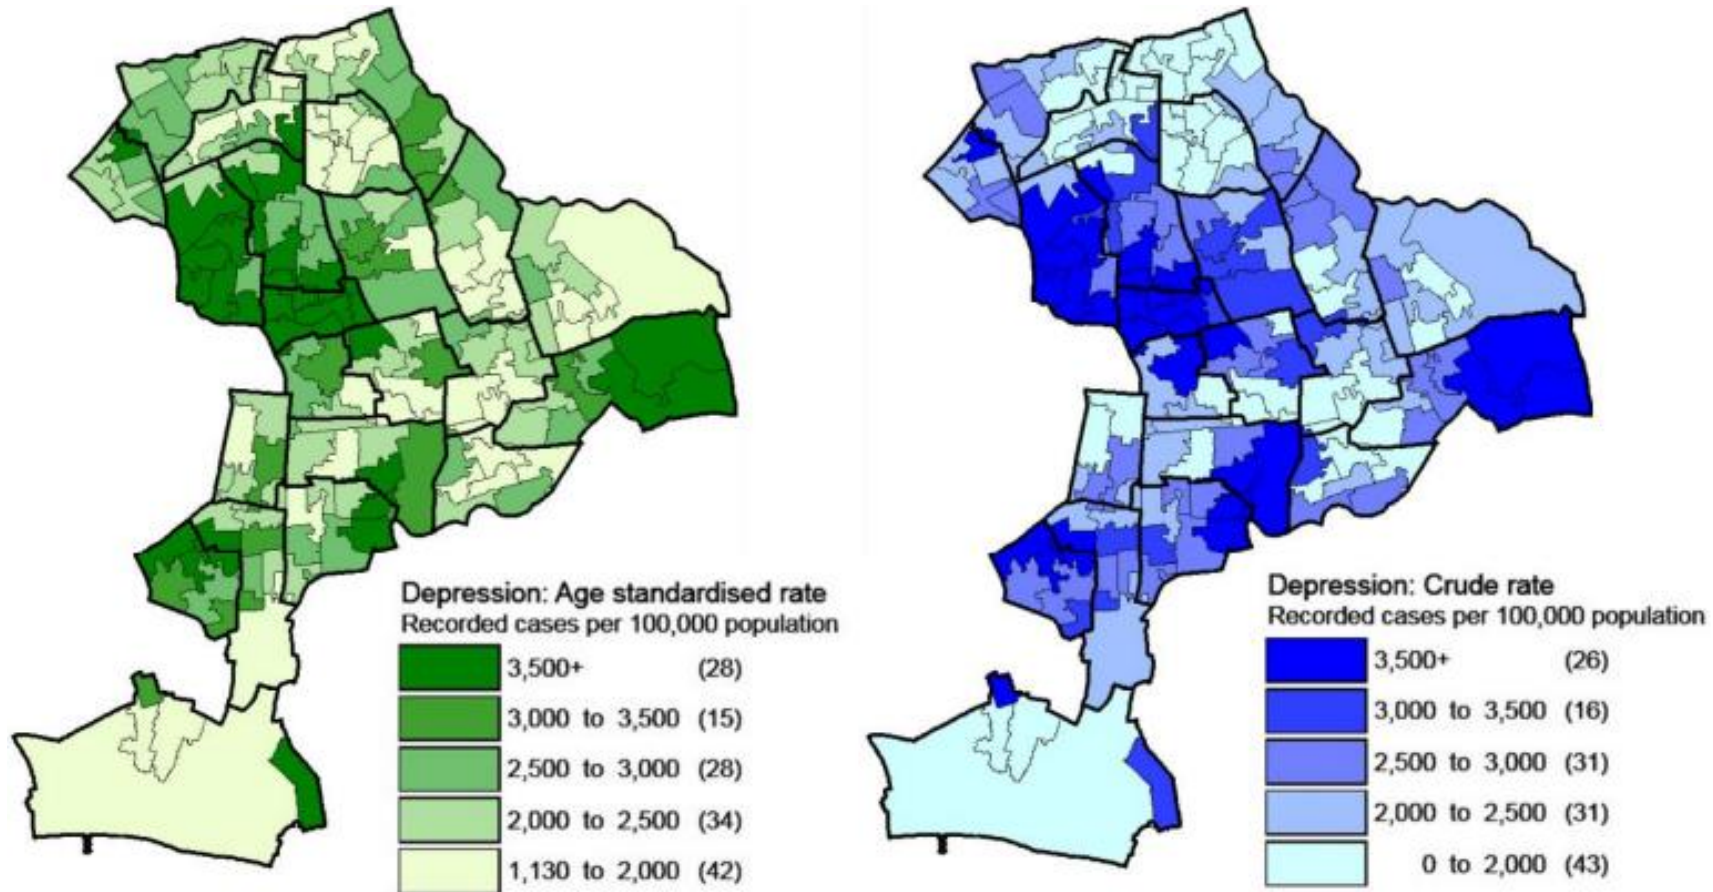 Depression: Age standardised rate
Recorded cases per 100,000 population
3,500+ (28)
3,000 to 3,500 (15)
2,500 to 3,000 (28)
2,000 to 2,500 (34)
1,130 to 2,000 (42)
Depression: Crude rate
Recorded cases per 100,000 population
3,500+ (26)
3,000 to 3,500 (16)
2,500 to 3,000 (31)
2,000 to 2,500 (31)
0 to 2,000 (43)